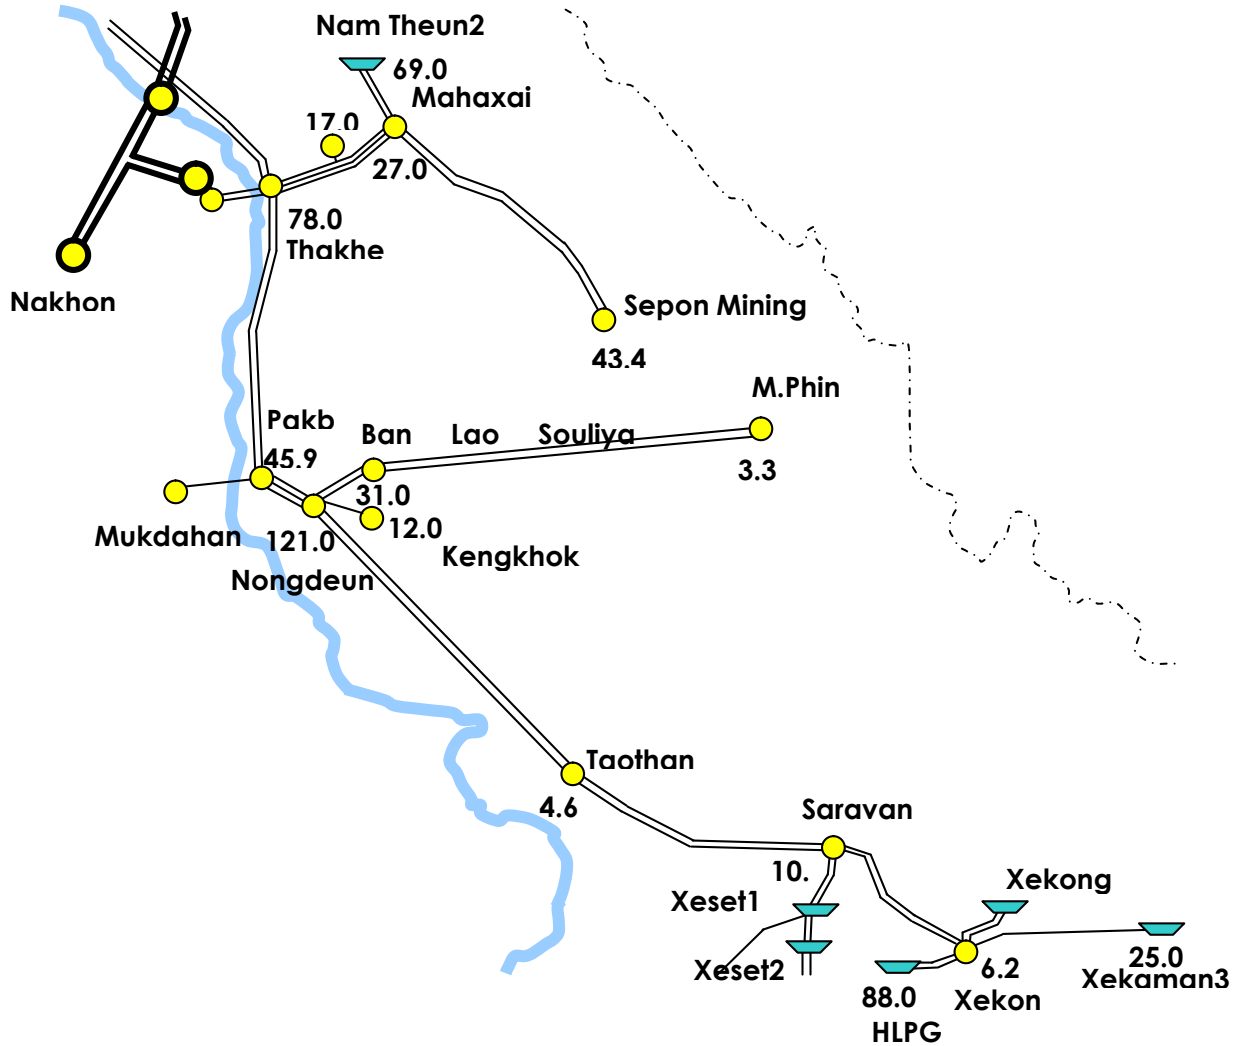 Nam Theun2
69.0
Mahaxai
17.0
27.0
78.0
Thakhe
Nakhon
Sepon Mining
43.4
M.Phin
Pakb
Ban Lao Souliya
45.9
3.3
31.0
12.0
Mukdahan
121.0
Kengkhok
Nongdeun
Taothan
4.6
Saravan
10.
Xekong
Xeset1
Xeset2
6.2
25.0
Xekaman3
88.0
Xekon
HLPG